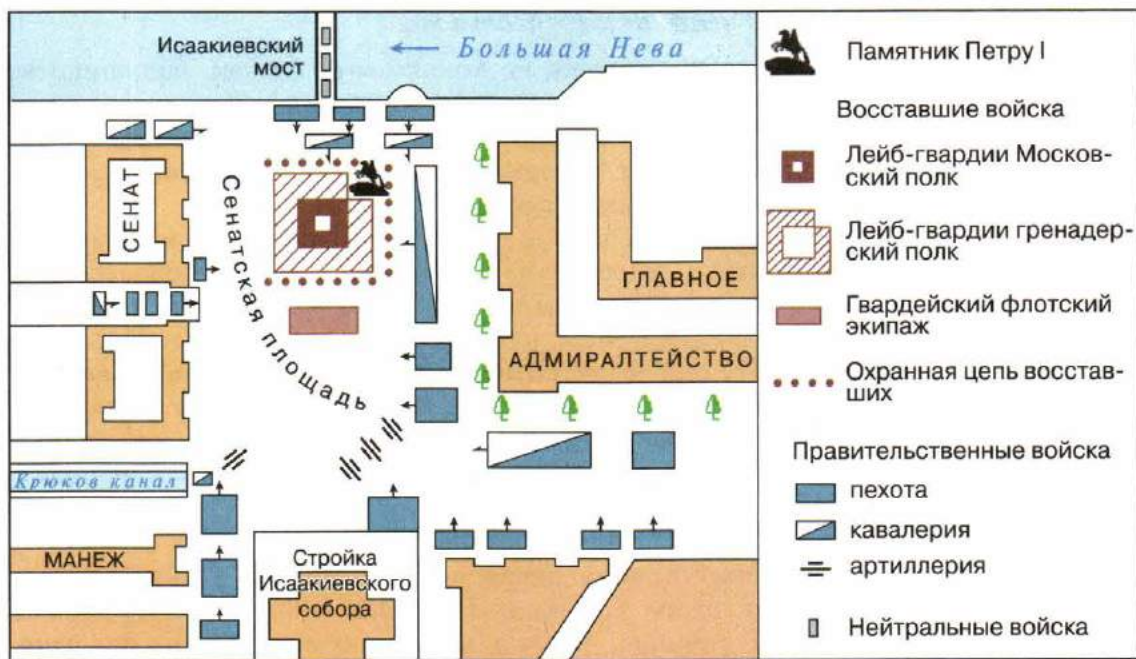 Исаакиевский
мост
Большая Нева
СЕНАТ
Сенатская площадь
ГЛАВНОЕ
АДМИРАЛТЕЙСТВО
Крюков канал
МАНЕЖ
Стройка
Исаакиевского
собора
Памятник Петру I
Восставшие войска
Лейб-гвардии Москов-
ский полк
Лейб-гвардии гренадер-
ский полк
Гвардейский флотский
экипаж
Охранная цепь восстав-
ших
Правительственные войска
пехота
кавалерия
артиллерия
Нейтральные войска